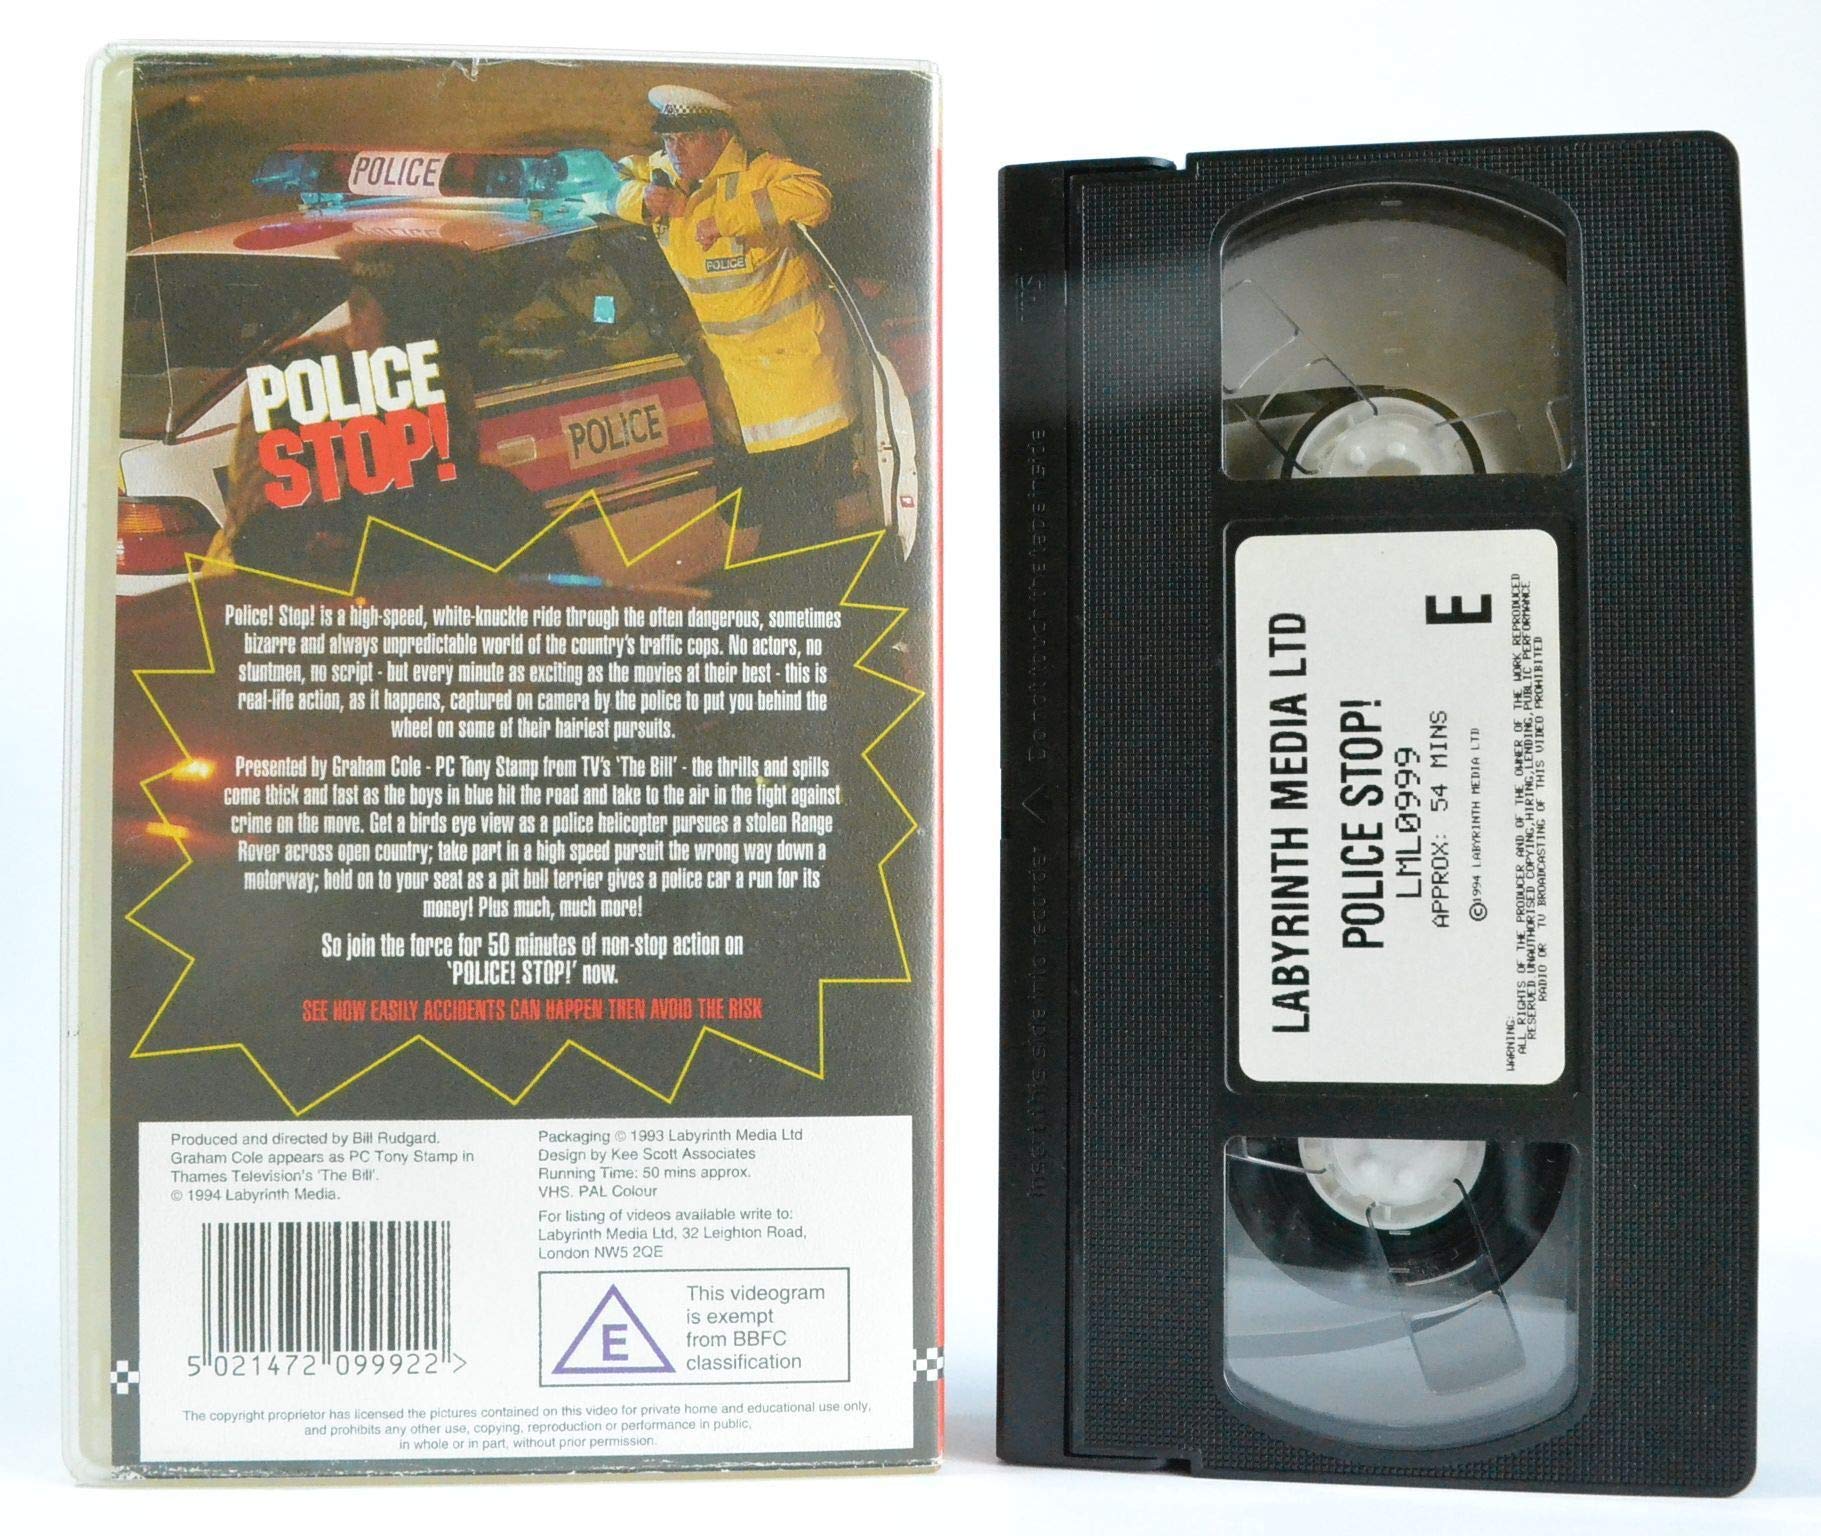 POLICE
POLICE
POLICE
POLICE
STOP!
Police! Stop! is a high-speed, white-knuckle ride through the often dangerous, sometimes
bizarre and always unpredictable world of the country's traffic cops. No actors, no
stuntmen, no script - but every minute as exciting as the movies at their best - this is
real-life action, as it happens, captured on camera by the police to put you behind the
wheel on some of their hairiest pursuits.
Presented by Graham Cole - PC Tony Stamp from TV's 'The Bill' - the thrills and spills
come thick and fast as the boys in blue hit the road and take to the air in the fight against
crime on the move. Get a birds eye view as a police helicopter pursues a stolen Range
Rover across open country; take part in a high speed pursuit the wrong way down a
motorway; hold on to your seat as a pit bull terrier gives a police car a run for its
money! Plus much, much more!
So join the force for 50 minutes of non-stop action on
'POLICE! STOP!' now.
SEE HOW EASILY ACCIDENTS CAN HAPPEN THEN AVOID THE RISK
Produced and directed by Bill Rudgard.
Graham Cole appears as PC Tony Stamp in
Thames Television's 'The Bill'.
© 1994 Labyrinth Media.
5 021472 099922 >
Packaging © 1993 Labyrinth Media Ltd
Design by Kee Scott Associates
Running Time: 50 mins approx.
VHS. PAL Colour
For listing of videos available write to:
Labyrinth Media Ltd, 32 Leighton Road,
London NW5 2QE
E
This videogram
is exempt
from BBFC
classification
The copyright proprietor has licensed the pictures contained on this video for private home and educational use only,
and prohibits any other use, copying, reproduction or performance in public,
in whole or in part, without prior permission.
Insert this side into recorder △ Do not touch the tape inside
LABYRINTH MEDIA LTD
POLICE STOP!
LML0999
APPROX: 54 MINS
E
©1994 LABYRINTH MEDIA LTD
WARNING:
ALL RIGHTS OF THE PRODUCER AND OF THE OWNER OF THE WORK REPRODUCED
RESERVED.UNAUTHORISED COPYING,HIRING,LENDING,PUBLIC PERFORMANCE
RADIO OR TV BROADCASTING OF THIS VIDEO PROHIBITED